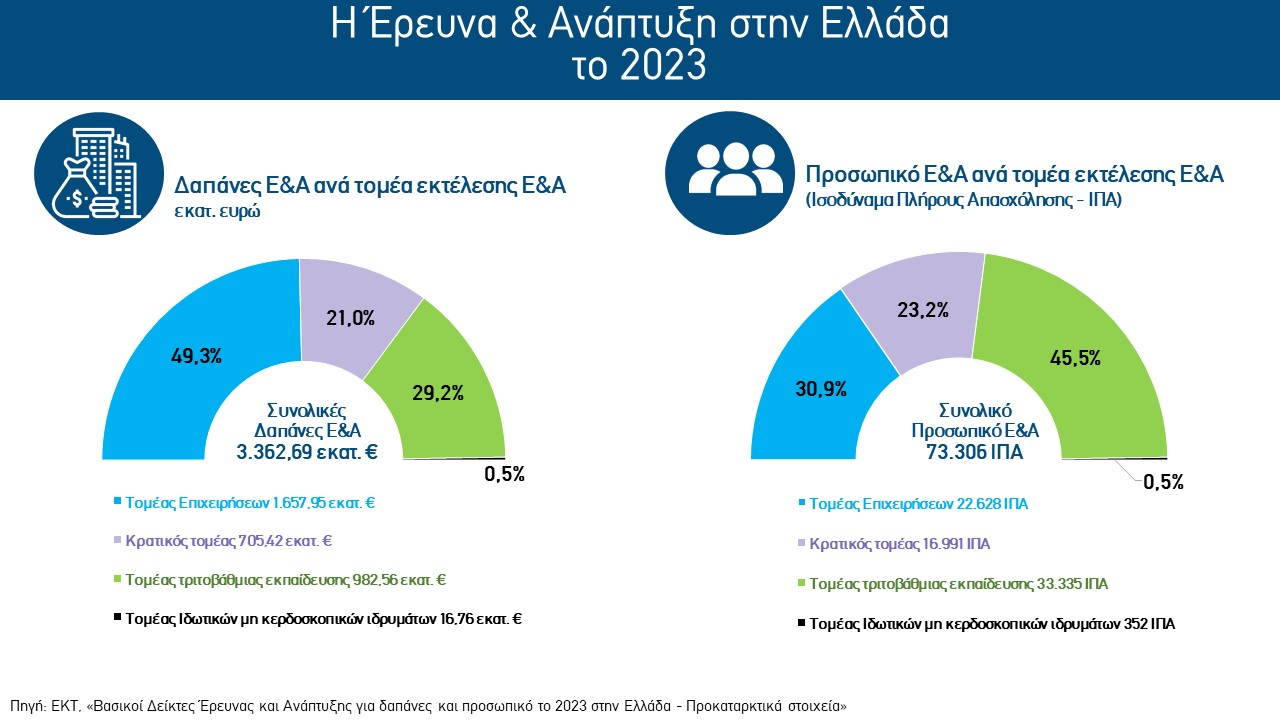 Η Έρευνα & Ανάπτυξη στην Ελλάδα
το 2023
$
Δαπάνες Ε&Α ανά τομέα εκτέλεσης Ε&Α
εκατ. ευρώ
49,3%
21,0%
29,2%
0,5%
Συνολικές
Δαπάνες Ε&Α
3.362,69 εκατ. €
Τομέας Επιχειρήσεων 1.657,95 εκατ. €
Κρατικός τομέας 705,42 εκατ. €
Τομέας τριτοβάθμιας εκπαίδευσης 982,56 εκατ. €
Τομέας Ιδωτικών μη κερδοσκοπικών ιδρυμάτων 16,76 εκατ. €
Προσωπικό Ε&Α ανά τομέα εκτέλεσης Ε&Α
(Ισοδύναμα Πλήρους Απασχόλησης - ΙΠΑ)
30,9%
23,2%
45,5%
0,5%
Συνολικό
Προσωπικό Ε&Α
73.306 ΙΠΑ
Τομέας Επιχειρήσεων 22.628 ΙΠΑ
Κρατικός τομέας 16.991 ΙΠΑ
Τομέας τριτοβάθμιας εκπαίδευσης 33.335 ΙΠΑ
Τομέας Ιδωτικών μη κερδοσκοπικών ιδρυμάτων 352 ΙΠΑ
Πηγή: ΕΚΤ, «Βασικοί Δείκτες Έρευνας και Ανάπτυξης για δαπάνες και προσωπικό το 2023 στην Ελλάδα - Προκαταρκτικά στοιχεία»